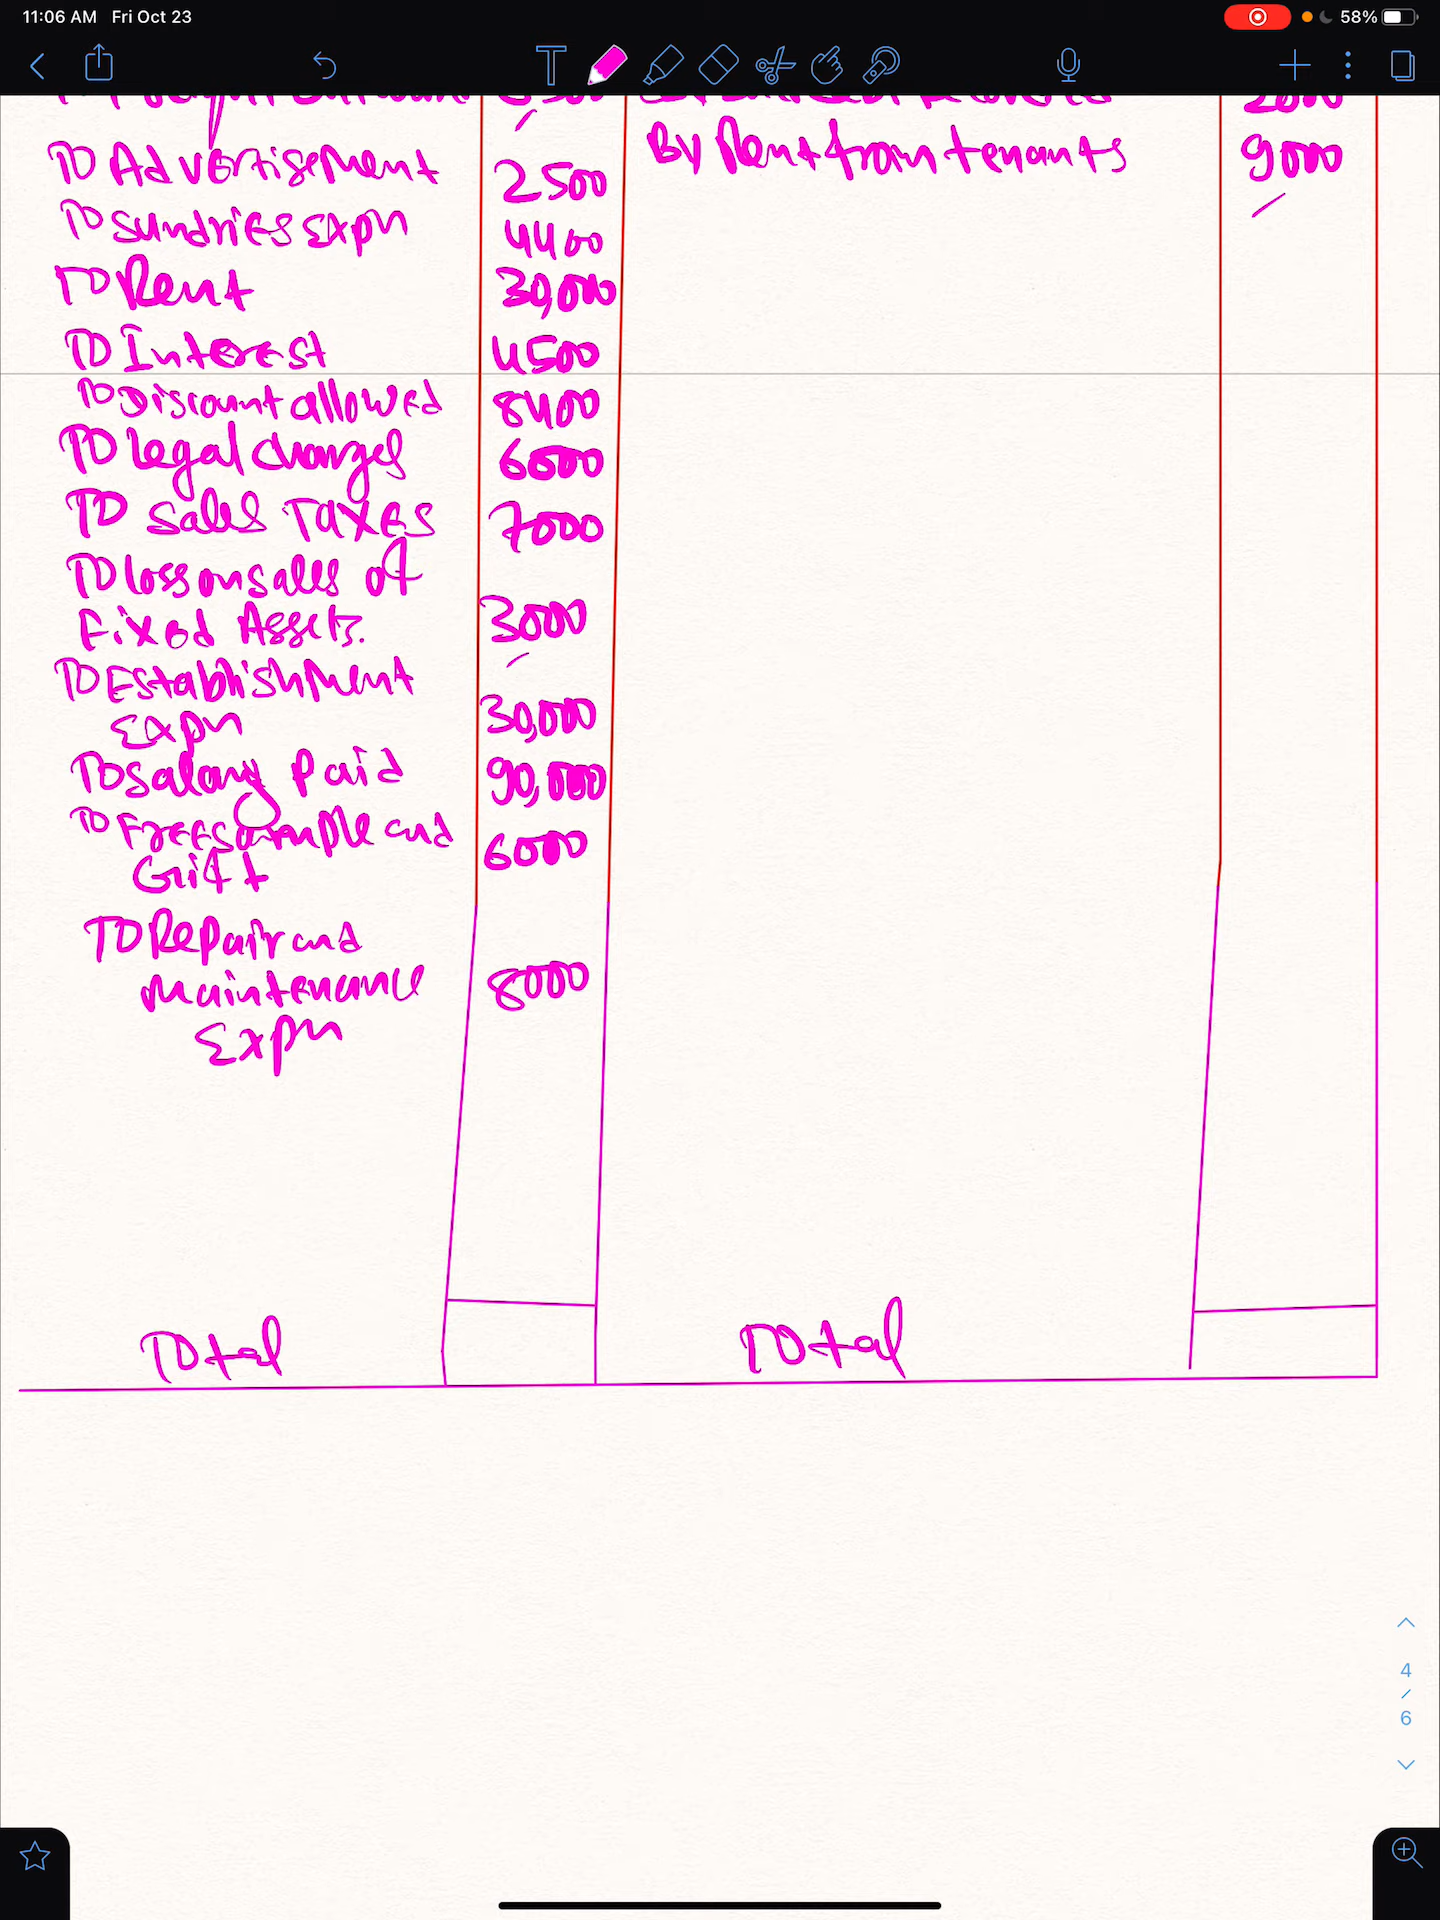 11:06 AM Fri Oct 23
58%
2000
By Rent from tenants 9000
TO Advertisement 2500
TO Sundries Expn 4400
TO Rent 30,000
TO Interest 4500
TO Discount allowed 8400
TO legal charges 6000
TO Sales TAXES 7000
TO loss on sales of
Fixed Assets. 3000
TO Establishment
Expn 30,000
TO Salary Paid 90,000
TO Free sample and
Gift 6000
TO Repair and
maintenance 8000
Expn
Total Total
4
/
6